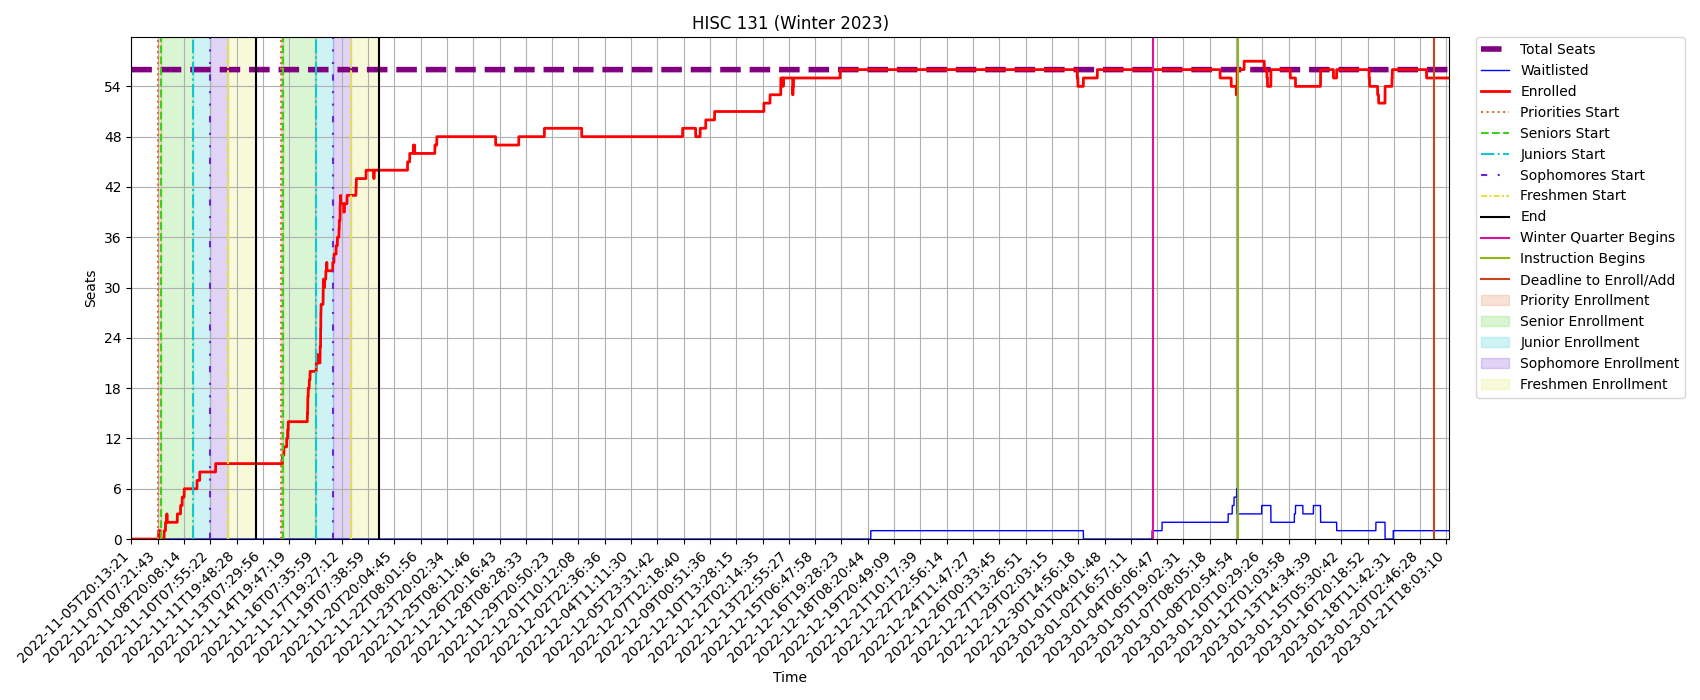 HISC 131 (Winter 2023)
Seats
54
48
42
36
30
24
18
12
6
0
2022-11-05T20:13:21
2022-11-07T07:21:43
2022-11-08T20:08:14
2022-11-10T07:55:22
2022-11-11T19:48:28
2022-11-13T07:29:56
2022-11-14T19:47:19
2022-11-16T07:35:59
2022-11-17T19:27:12
2022-11-19T07:38:59
2022-11-20T20:04:45
2022-11-22T08:01:56
2022-11-23T20:02:34
2022-11-25T08:11:46
2022-11-26T20:16:43
2022-11-28T08:28:33
2022-11-29T20:50:23
2022-12-01T10:12:08
2022-12-02T22:36:36
2022-12-04T11:11:30
2022-12-05T23:31:42
2022-12-07T12:18:40
2022-12-09T00:51:36
2022-12-10T13:28:15
2022-12-12T02:14:35
2022-12-13T22:55:27
2022-12-15T06:47:58
2022-12-16T19:28:23
2022-12-18T08:20:44
2022-12-19T20:49:09
2022-12-21T10:17:39
2022-12-22T22:56:14
2022-12-24T11:47:27
2022-12-26T00:33:45
2022-12-27T13:26:51
2022-12-29T02:03:15
2022-12-30T14:56:18
2023-01-01T04:01:48
2023-01-02T16:57:11
2023-01-04T06:06:47
2023-01-05T19:02:31
2023-01-07T08:05:18
2023-01-08T20:54:54
2023-01-10T10:29:26
2023-01-12T01:03:58
2023-01-13T14:34:39
2023-01-15T05:30:42
2023-01-16T20:18:52
2023-01-18T11:42:31
2023-01-20T02:46:28
2023-01-21T18:03:10
Time
Total Seats
Waitlisted
Enrolled
Priorities Start
Seniors Start
Juniors Start
Sophomores Start
Freshmen Start
End
Winter Quarter Begins
Instruction Begins
Deadline to Enroll/Add
Priority Enrollment
Senior Enrollment
Junior Enrollment
Sophomore Enrollment
Freshmen Enrollment